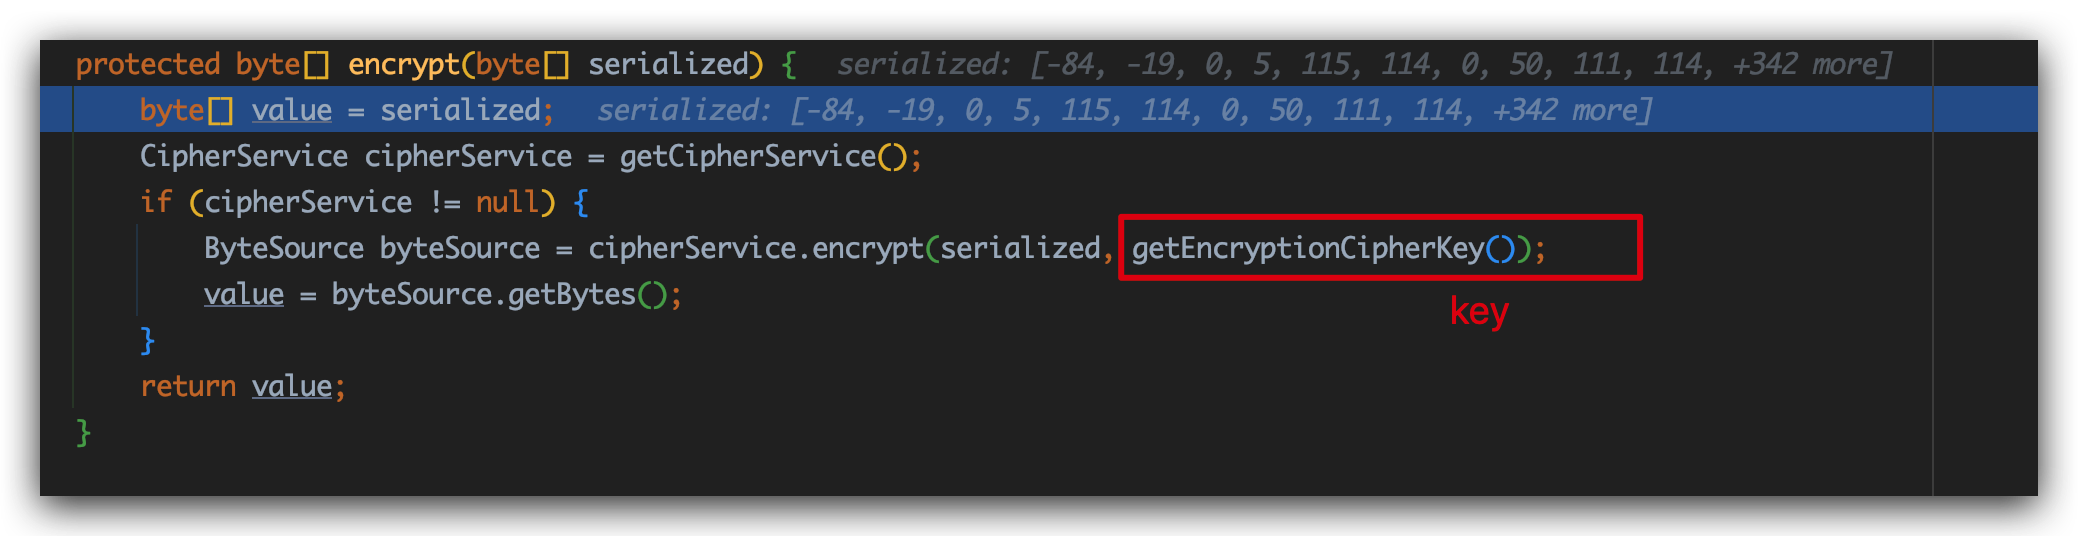 protected byte[] encrypt(byte[] serialized) { serialized: [-84, -19, 0, 5, 115, 114, 0, 50, 111, 114, +342 more]
byte[] value = serialized; serialized: [-84, -19, 0, 5, 115, 114, 0, 50, 111, 114, +342 more]
CipherService cipherService = getCipherService();
if (cipherService != null) {
ByteSource byteSource = cipherService.encrypt(serialized, getEncryptionCipherKey());
value = byteSource.getBytes();
key
}
return value;
}